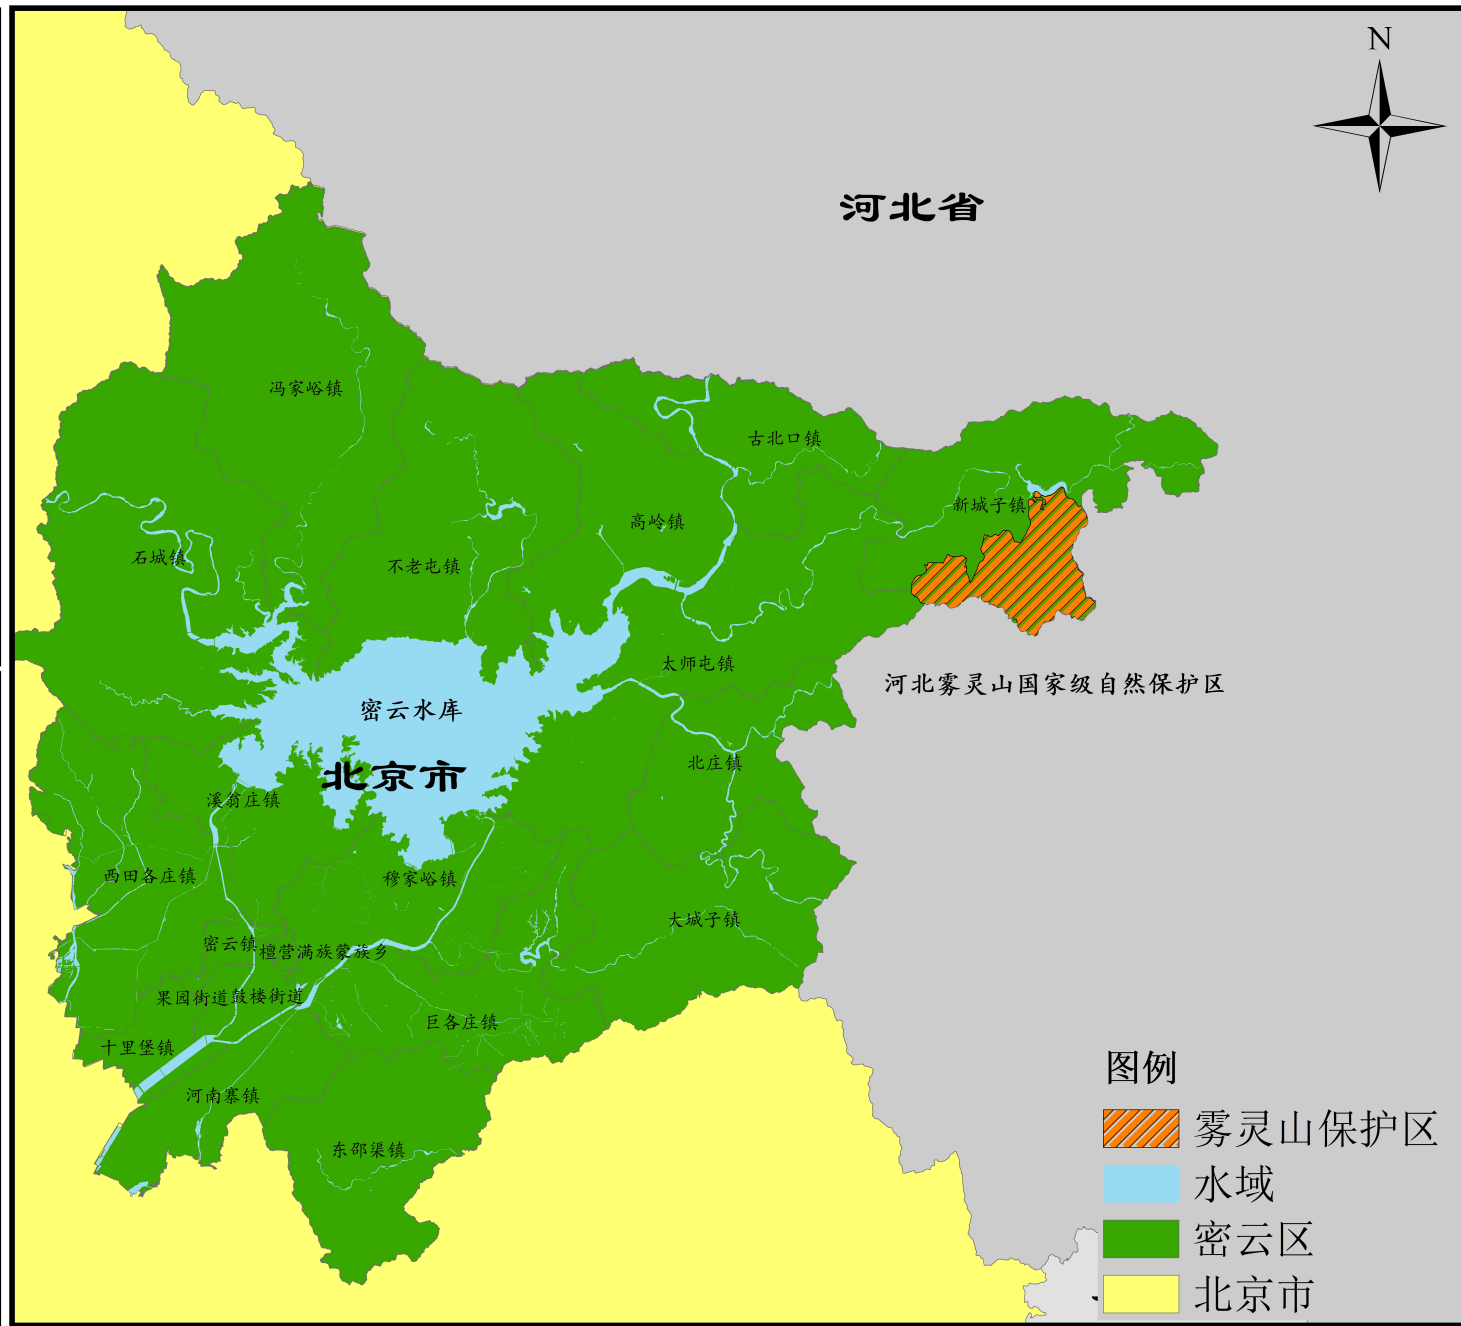 N
河北省
冯家峪镇
古北口镇
新城子镇
高岭镇
石城镇
不老屯镇
太师屯镇
河北雾灵山国家级自然保护区
密云水库
北庄镇
北京市
溪翁庄镇
西田各庄镇
穆家峪镇
大城子镇
密云镇
檀营满族蒙族乡
果园街道
鼓楼街道
巨各庄镇
十里堡镇
河南寨镇
东邵渠镇
图例
雾灵山保护区
水域
密云区
北京市